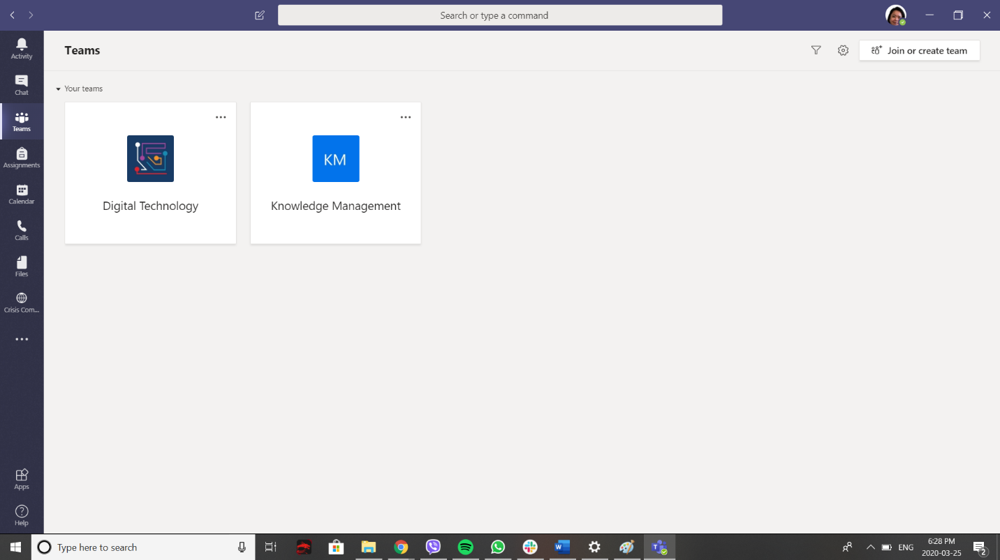 Search or type a command
Activity
Chat
Teams
Assignments
Calendar
Calls
Files
Crisis Com...
Apps
Help
Teams
Join or create team
Your teams
KM
Digital Technology
Knowledge Management
Type here to search
W
T
ENG
6:28 PM
2020-03-25
2